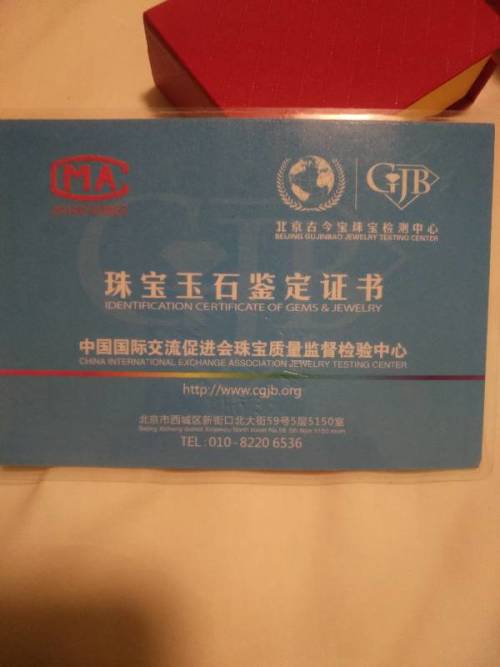 MA
GJB
北京古今宝珠宝检测中心
BEIJING GUJINBAO JEWELRY TESTING CENTER
珠宝玉石鉴定证书
IDENTIFICATION CERTIFICATE OF GEMS & JEWELRY
中国国际交流促进会珠宝质量监督检验中心
CHINA INTERNATIONAL EXCHANGE ASSOCIATION JEWELRY TESTING CENTER
http://www.cgjb.org
北京市西城区新街口北大街59号5层5150室
TEL:010-8220 6536